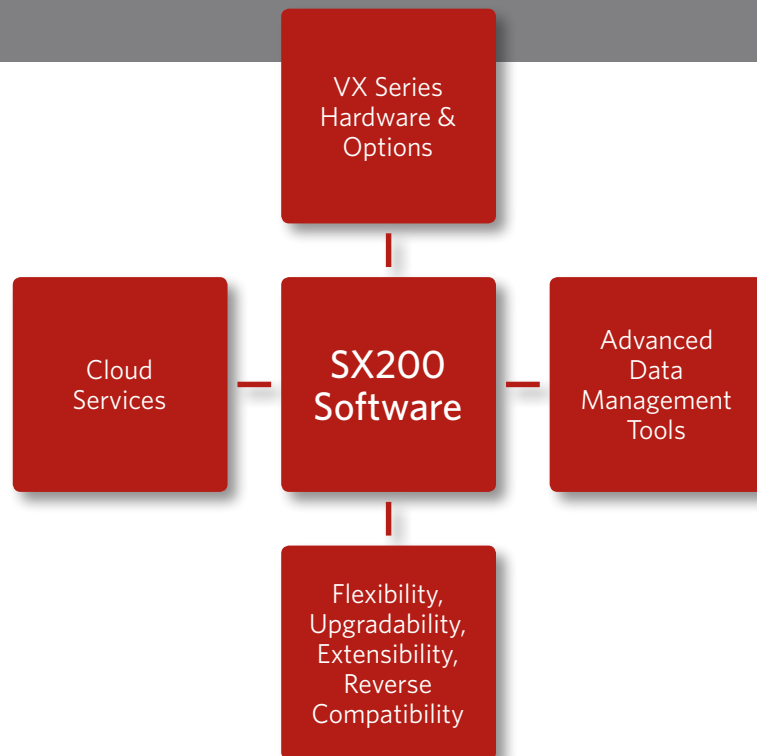 VX Series
Hardware &
Options
Cloud
Services
SX200
Software
Advanced
Data
Management
Tools
Flexibility,
Upgradability,
Extensibility,
Reverse
Compatibility